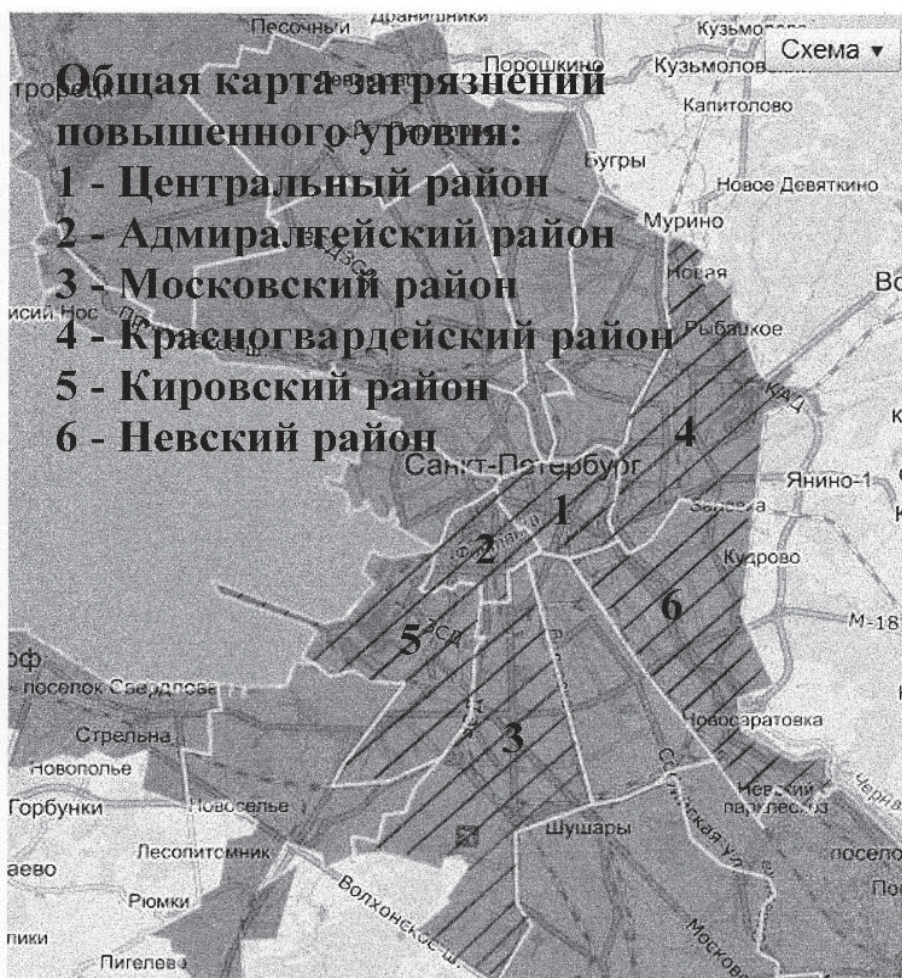 Песочный
Дранишники
Схема ▾
Порошкино
Общая карта загрязнений
повышенного уровня:
Капитолово
Бугры
1 - Центральный район
Новое Девяткино
Мурино
2 - Адмиралтейский район
Новая
3 - Московский район
4 - Красногвардейский район
Рыбацкое
КАД
5 - Кировский район
6 - Невский район
4
Санкт-Петербург
Янино-1
1
2
Кудрово
6
М-18
5
ЗСД
поселок Свердлова
Новосаратовка
Стрельна
3
Новополье
Невский
парклесхоз
Горбунки
Новоселье
Шушары
Лесопитомник
Рюмки
Волхонское ш.
Пигелево